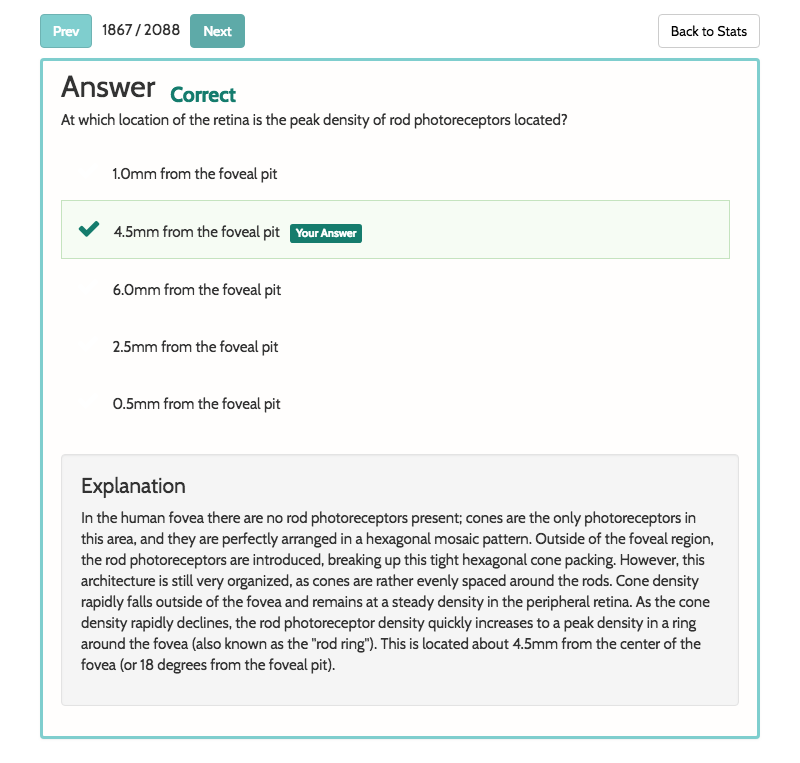 Prev 1867 / 2088 Next Back to Stats
Answer Correct
At which location of the retina is the peak density of rod photoreceptors located?
1.0mm from the foveal pit
4.5mm from the foveal pit Your Answer
6.0mm from the foveal pit
2.5mm from the foveal pit
0.5mm from the foveal pit
Explanation
In the human fovea there are no rod photoreceptors present; cones are the only photoreceptors in
this area, and they are perfectly arranged in a hexagonal mosaic pattern. Outside of the foveal region,
the rod photoreceptors are introduced, breaking up this tight hexagonal cone packing. However, this
architecture is still very organized, as cones are rather evenly spaced around the rods. Cone density
rapidly falls outside of the fovea and remains at a steady density in the peripheral retina. As the cone
density rapidly declines, the rod photoreceptor density quickly increases to a peak density in a ring
around the fovea (also known as the "rod ring"). This is located about 4.5mm from the center of the
fovea (or 18 degrees from the foveal pit).